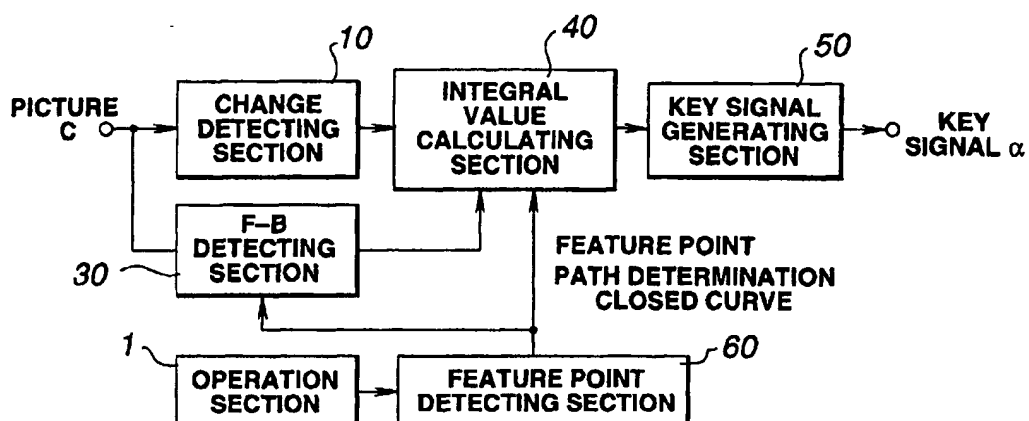 10
40
50
PICTURE
C
CHANGE
DETECTING
SECTION
INTEGRAL
VALUE
CALCULATING
SECTION
KEY SIGNAL
GENERATING
SECTION
KEY
SIGNAL α
F–B
DETECTING
SECTION
30
FEATURE POINT
PATH DETERMINATION
CLOSED CURVE
1
60
OPERATION
SECTION
FEATURE POINT
DETECTING SECTION